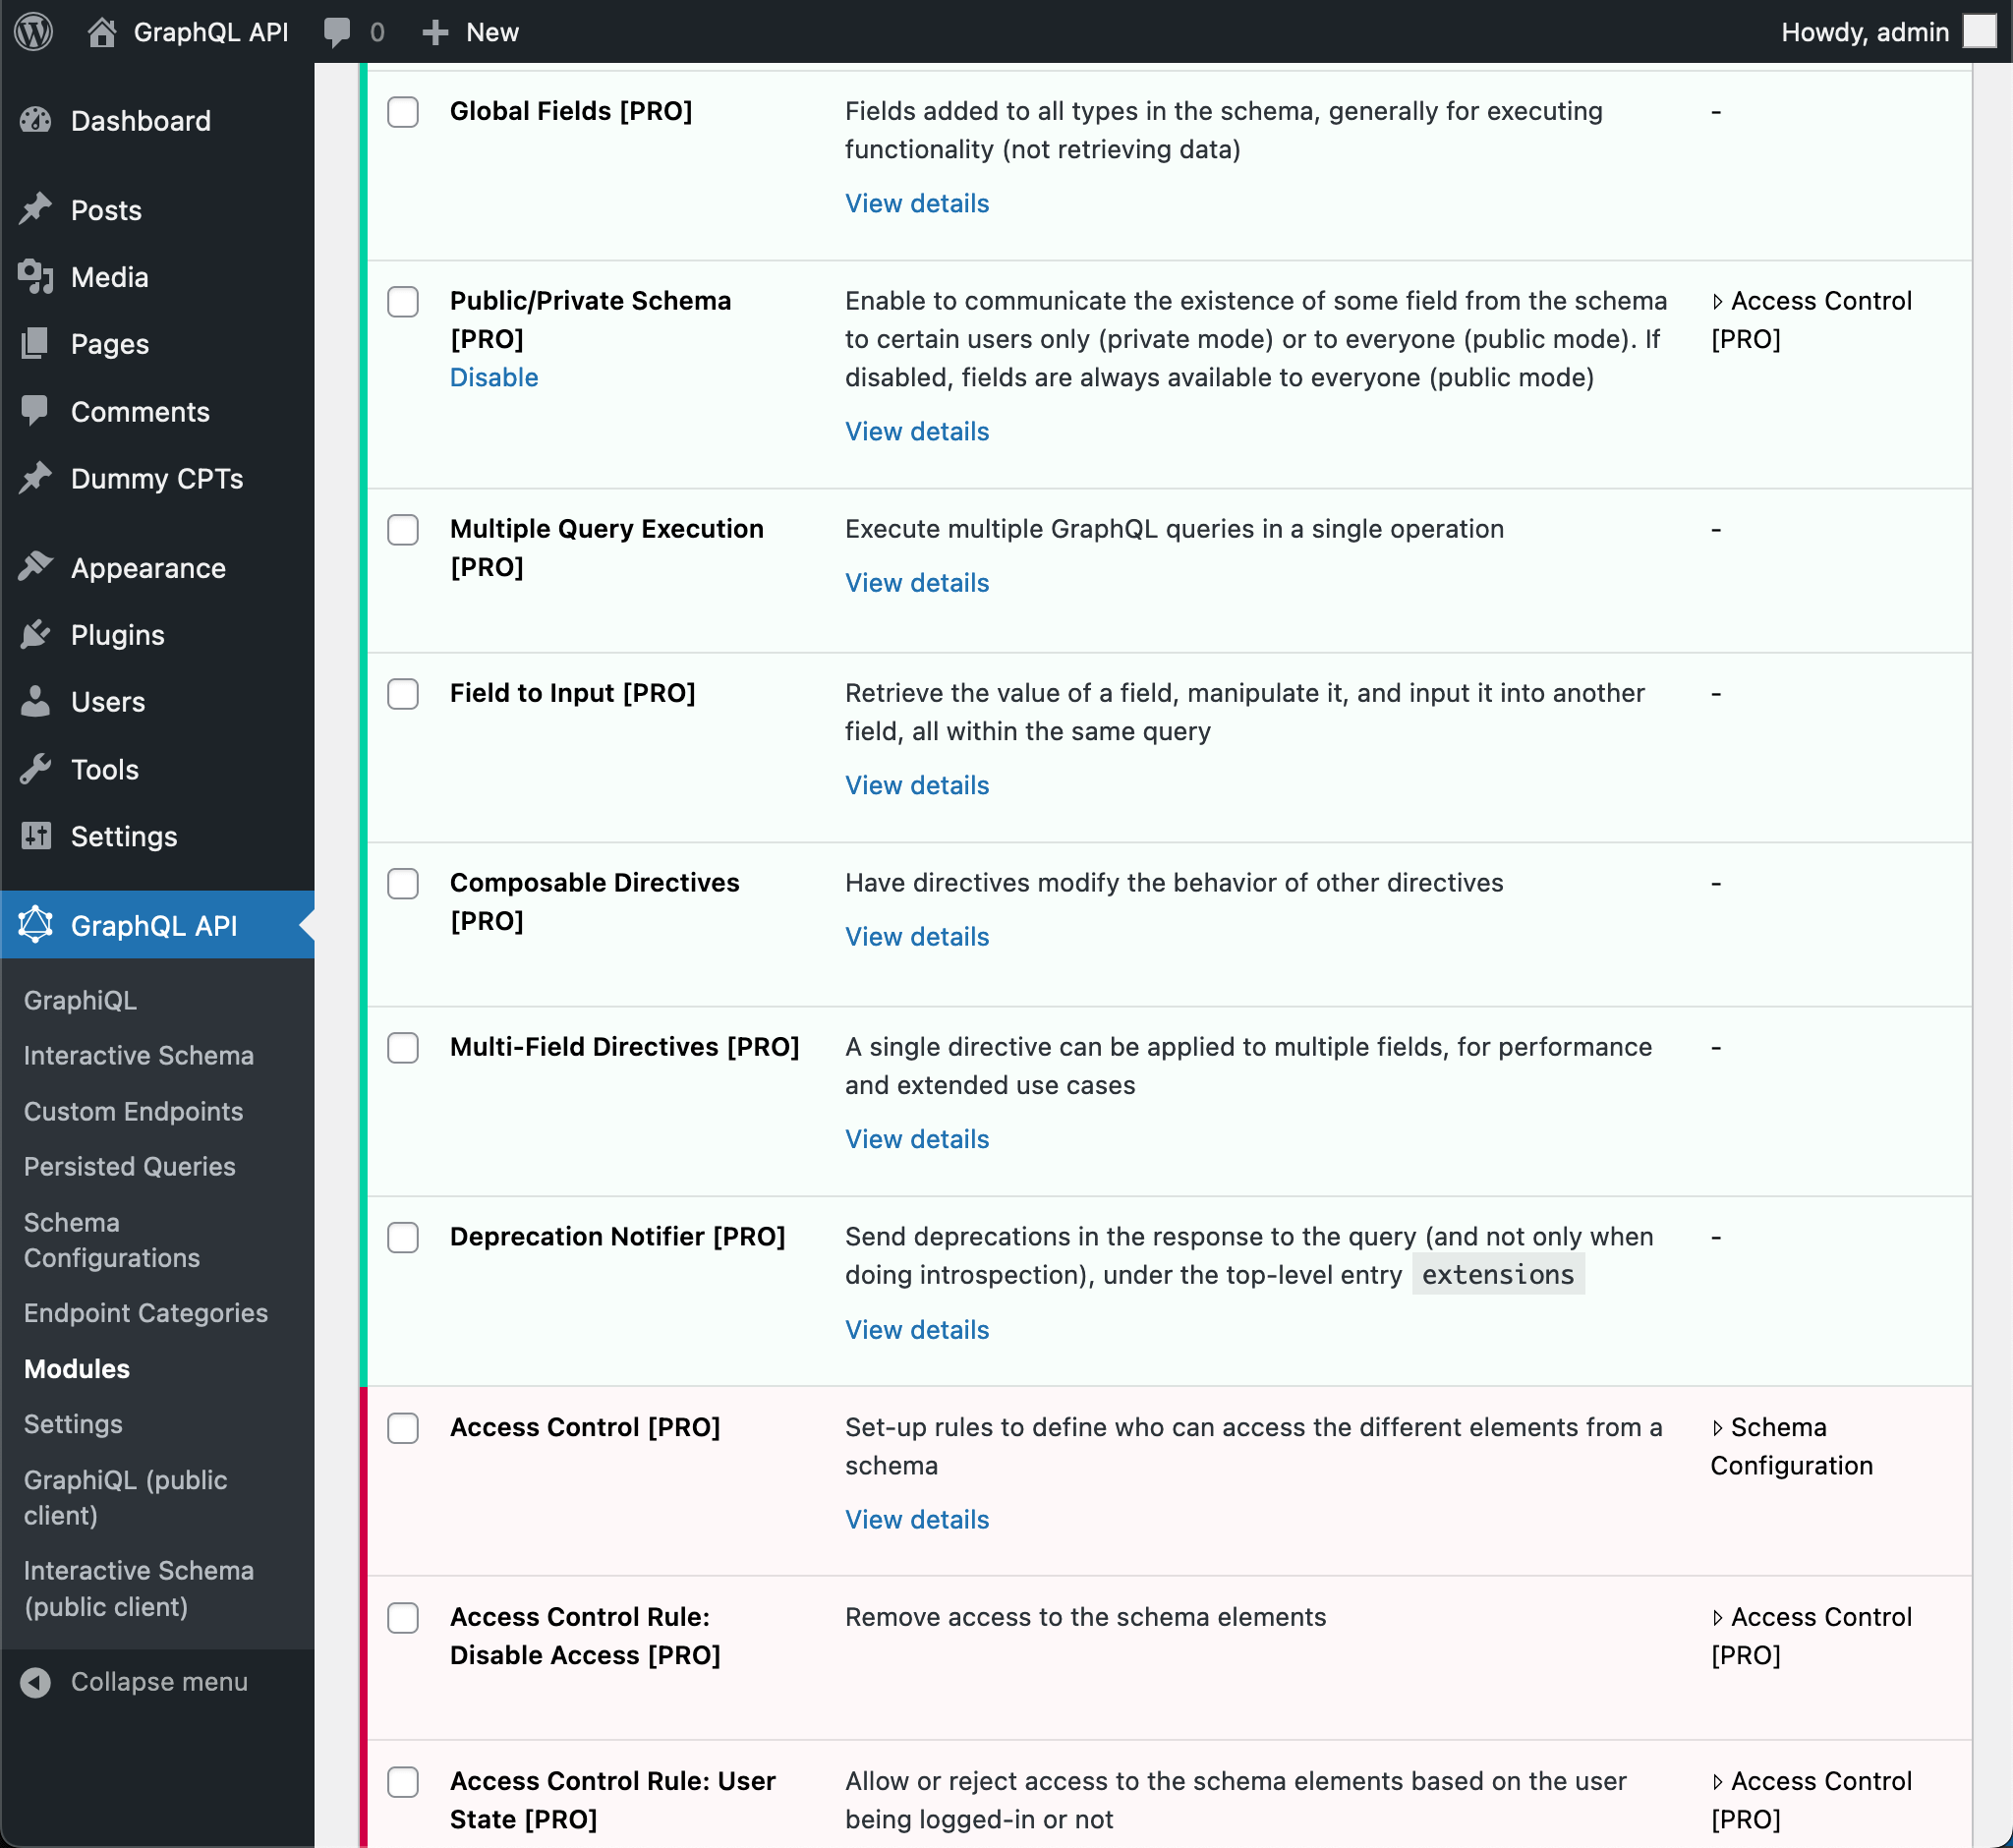 GraphQL API
0
New
Howdy, admin
Dashboard
Posts
Media
Pages
Comments
Dummy CPTs
Appearance
Plugins
Users
Tools
Settings
GraphQL API
GraphiQL
Interactive Schema
Custom Endpoints
Persisted Queries
Schema
Configurations
Endpoint Categories
Modules
Settings
GraphiQL (public
client)
Interactive Schema
(public client)
Collapse menu
Global Fields [PRO]
Fields added to all types in the schema, generally for executing
functionality (not retrieving data)
View details
-
Public/Private Schema
[PRO]
Disable
Enable to communicate the existence of some field from the schema
to certain users only (private mode) or to everyone (public mode). If
disabled, fields are always available to everyone (public mode)
View details
▹ Access Control
[PRO]
Multiple Query Execution
[PRO]
Execute multiple GraphQL queries in a single operation
View details
-
Field to Input [PRO]
Retrieve the value of a field, manipulate it, and input it into another
field, all within the same query
View details
-
Composable Directives
[PRO]
Have directives modify the behavior of other directives
View details
-
Multi-Field Directives [PRO]
A single directive can be applied to multiple fields, for performance
and extended use cases
View details
-
Deprecation Notifier [PRO]
Send deprecations in the response to the query (and not only when
doing introspection), under the top-level entry extensions
View details
-
Access Control [PRO]
Set-up rules to define who can access the different elements from a
schema
View details
▹ Schema
Configuration
Access Control Rule:
Disable Access [PRO]
Remove access to the schema elements
▹ Access Control
[PRO]
Access Control Rule: User
State [PRO]
Allow or reject access to the schema elements based on the user
being logged-in or not
▹ Access Control
[PRO]